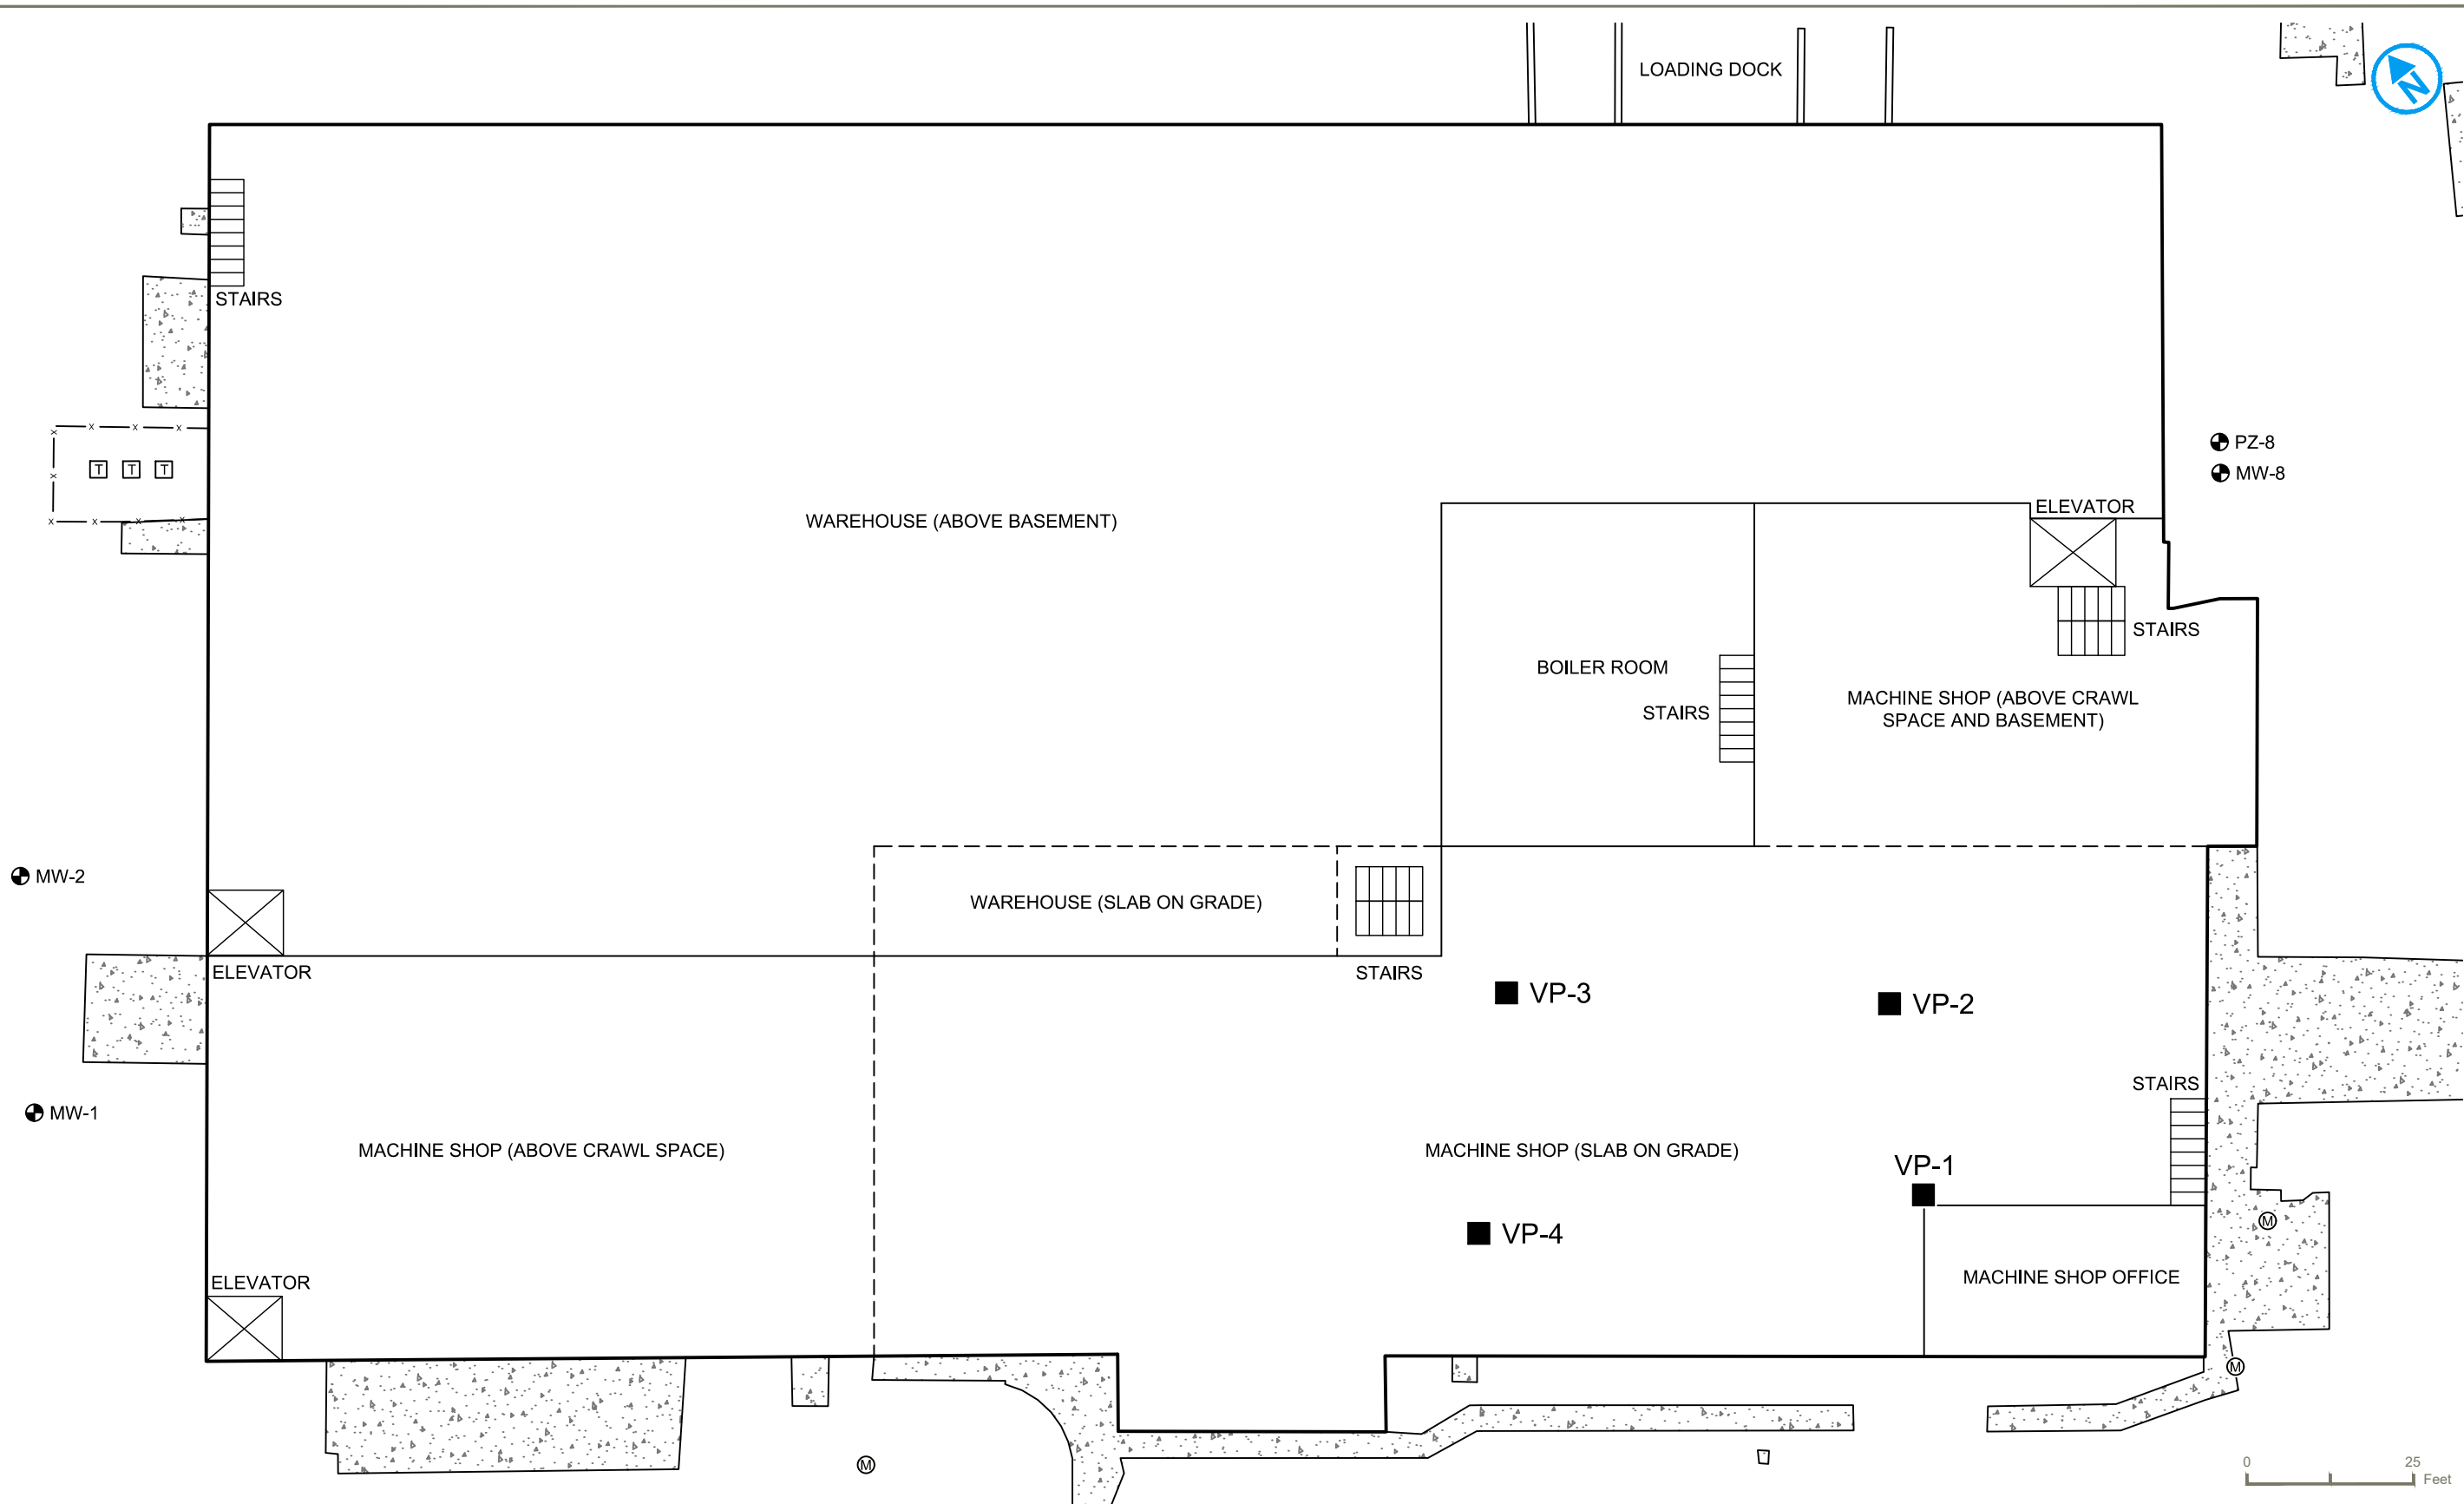 LOADING DOCK
N
STAIRS
x x x
x
T T T
x
x x x x
PZ-8
MW-8
WAREHOUSE (ABOVE BASEMENT)
ELEVATOR
STAIRS
BOILER ROOM
STAIRS
MACHINE SHOP (ABOVE CRAWL
SPACE AND BASEMENT)
MW-2
WAREHOUSE (SLAB ON GRADE)
ELEVATOR
STAIRS
VP-3
VP-2
STAIRS
MW-1
MACHINE SHOP (ABOVE CRAWL SPACE)
MACHINE SHOP (SLAB ON GRADE)
VP-1
VP-4
M
ELEVATOR
MACHINE SHOP OFFICE
M
M
0 25
Feet